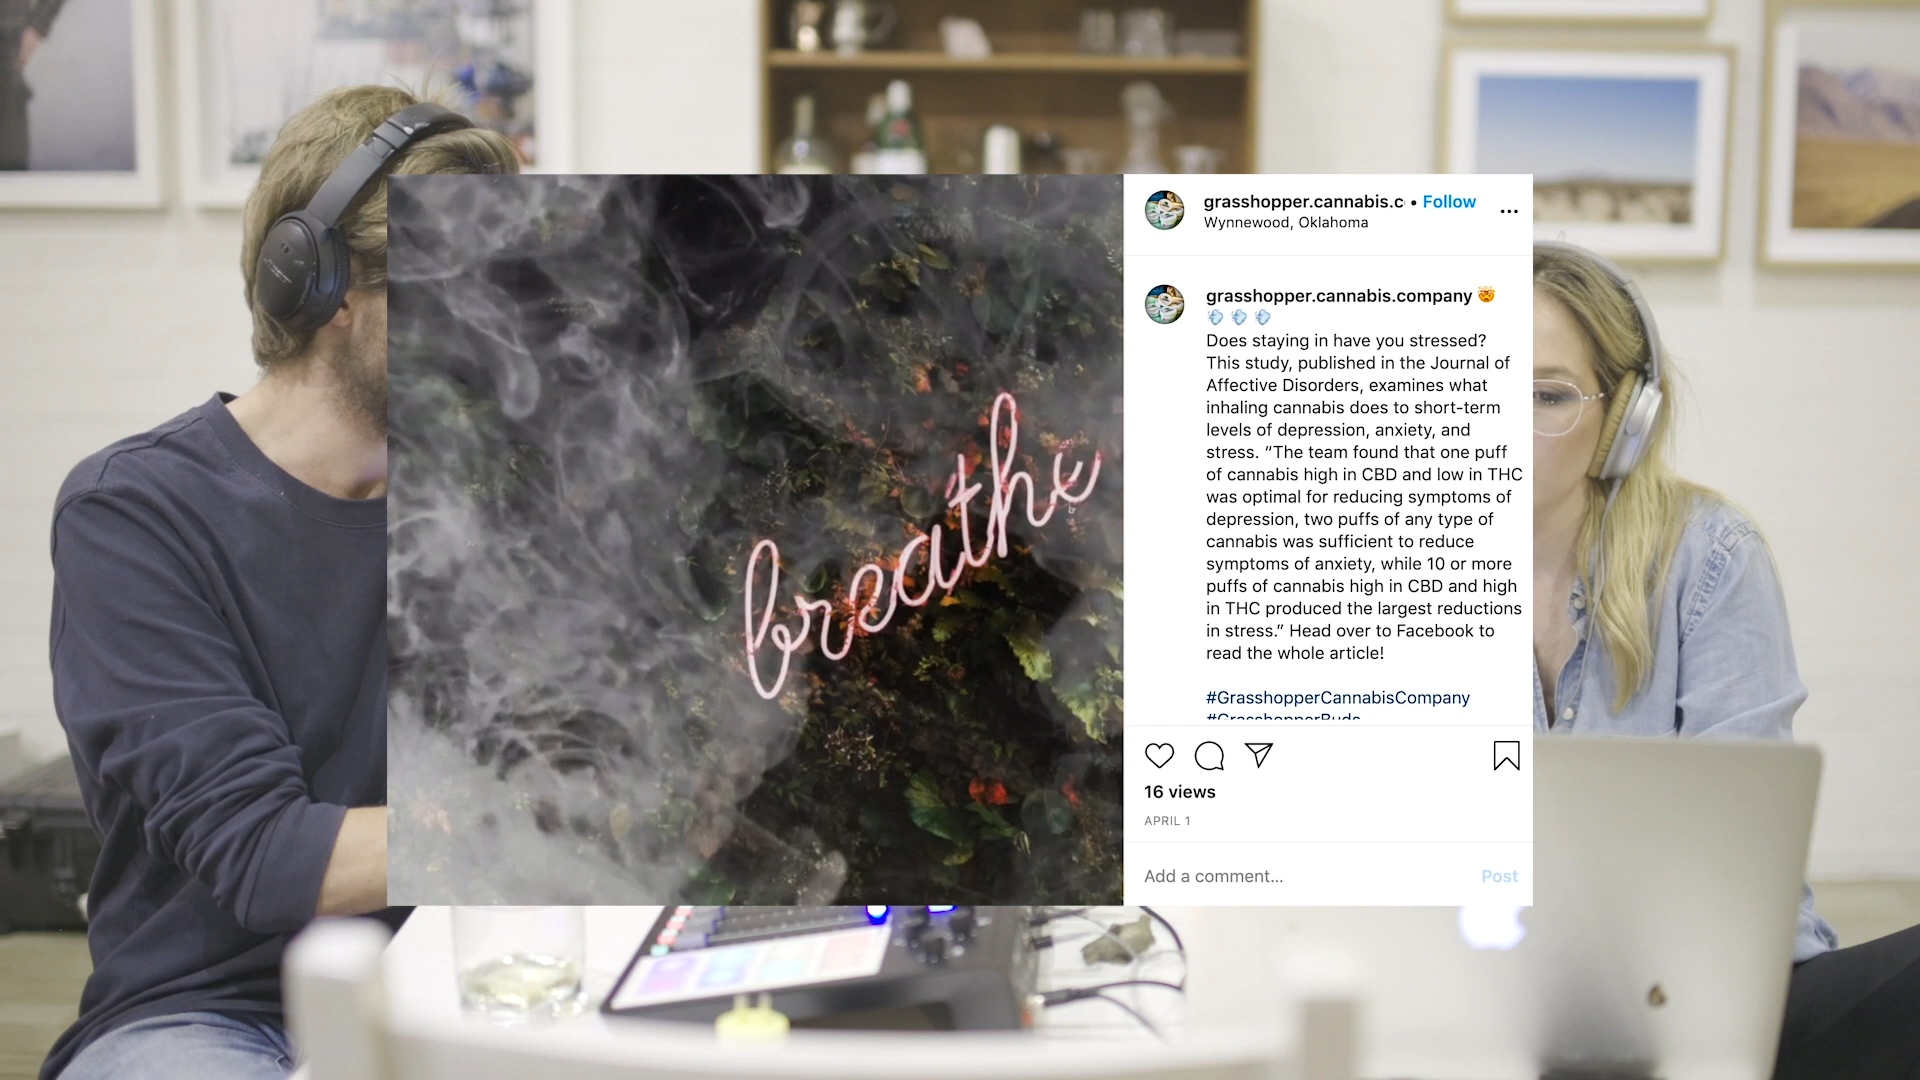 breathe
grasshopper.cannabis.c • Follow
Wynnewood, Oklahoma
grasshopper.cannabis.company 🤯
💨 💨 💨
Does staying in have you stressed?
This study, published in the Journal of
Affective Disorders, examines what
inhaling cannabis does to short-term
levels of depression, anxiety, and
stress. “The team found that one puff
of cannabis high in CBD and low in THC
was optimal for reducing symptoms of
depression, two puffs of any type of
cannabis was sufficient to reduce
symptoms of anxiety, while 10 or more
puffs of cannabis high in CBD and high
in THC produced the largest reductions
in stress.” Head over to Facebook to
read the whole article!
#GrasshopperCannabisCompany
#GrasshopperBuds
16 views
APRIL 1
Add a comment... Post